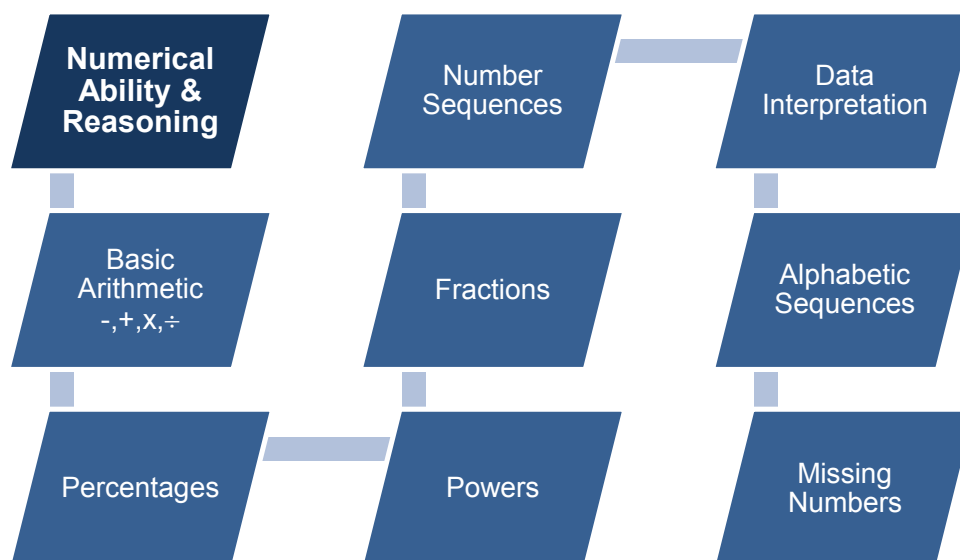 Numerical
Ability &
Reasoning
Basic
Arithmetic
-,+,x,÷
Percentages
Powers
Fractions
Number
Sequences
Data
Interpretation
Alphabetic
Sequences
Missing
Numbers